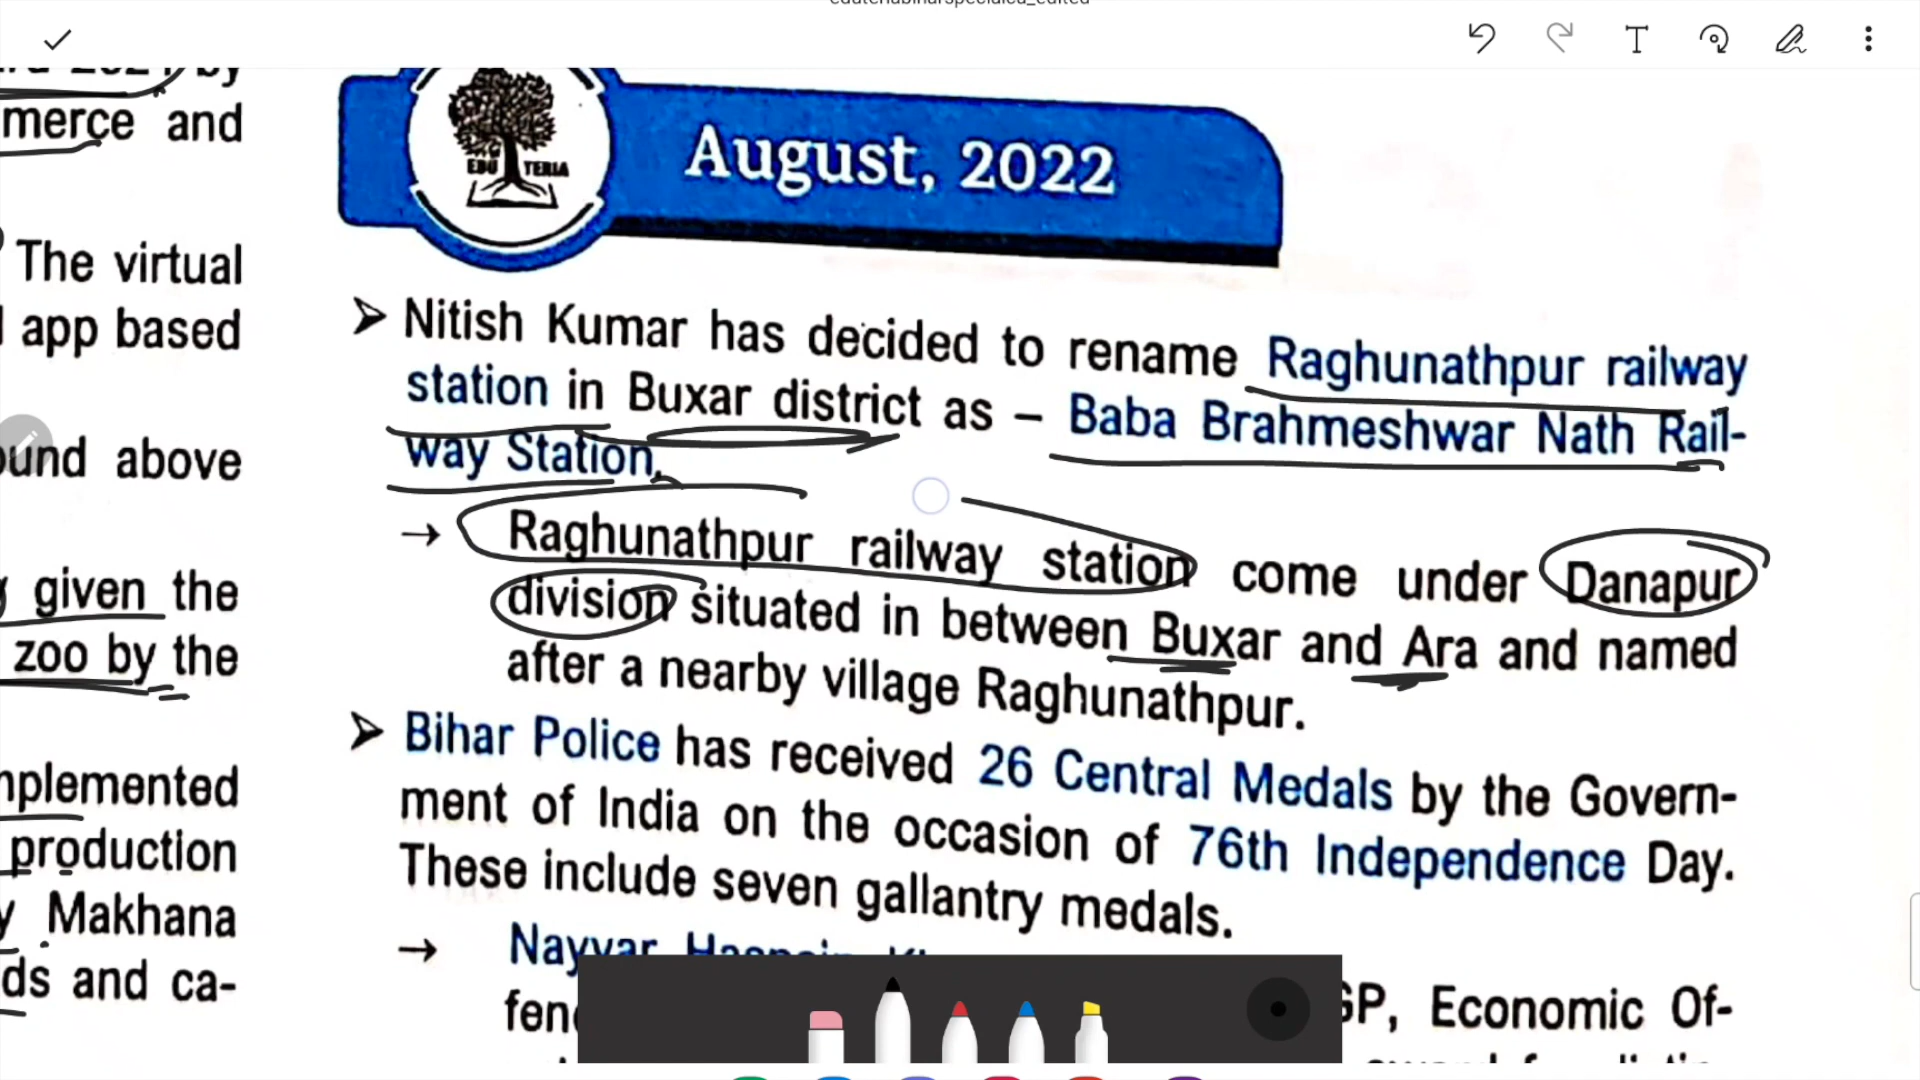 by
merce and
The virtual
app based
und above
given the
zoo by the
nplemented
production
y Makhana
ds and ca-
EDU TERIA
August, 2022
➢ Nitish Kumar has decided to rename Raghunathpur railway
station in Buxar district as – Baba Brahmeshwar Nath Rail-
way Station.
→ Raghunathpur railway station come under Danapur
division situated in between Buxar and Ara and named
after a nearby village Raghunathpur.
➢ Bihar Police has received 26 Central Medals by the Govern-
ment of India on the occasion of 76th Independence Day.
These include seven gallantry medals.
→ Nayyar Hasnain
fenc GP, Economic Of-